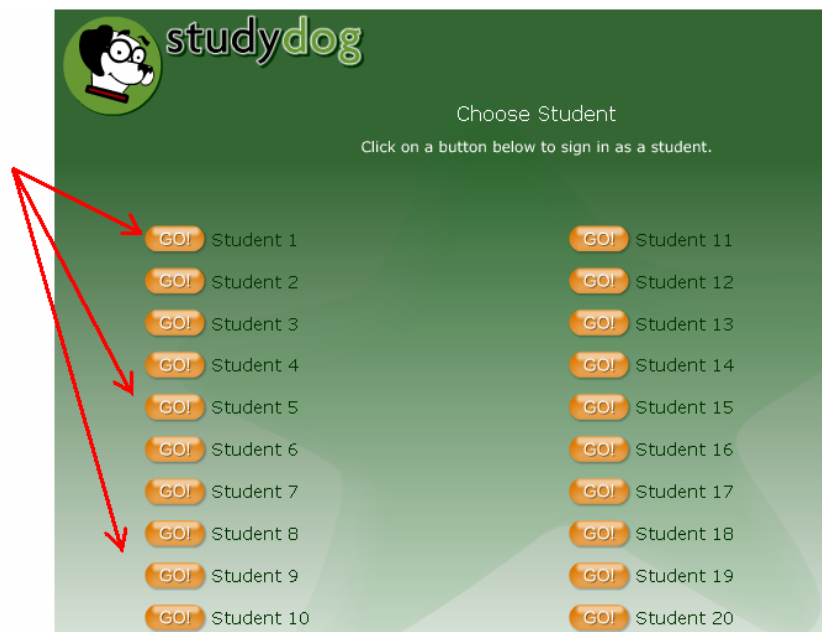 studydog
Choose Student
Click on a button below to sign in as a student.
GO! Student 1
GO! Student 2
GO! Student 3
GO! Student 4
GO! Student 5
GO! Student 6
GO! Student 7
GO! Student 8
GO! Student 9
GO! Student 10
GO! Student 11
GO! Student 12
GO! Student 13
GO! Student 14
GO! Student 15
GO! Student 16
GO! Student 17
GO! Student 18
GO! Student 19
GO! Student 20